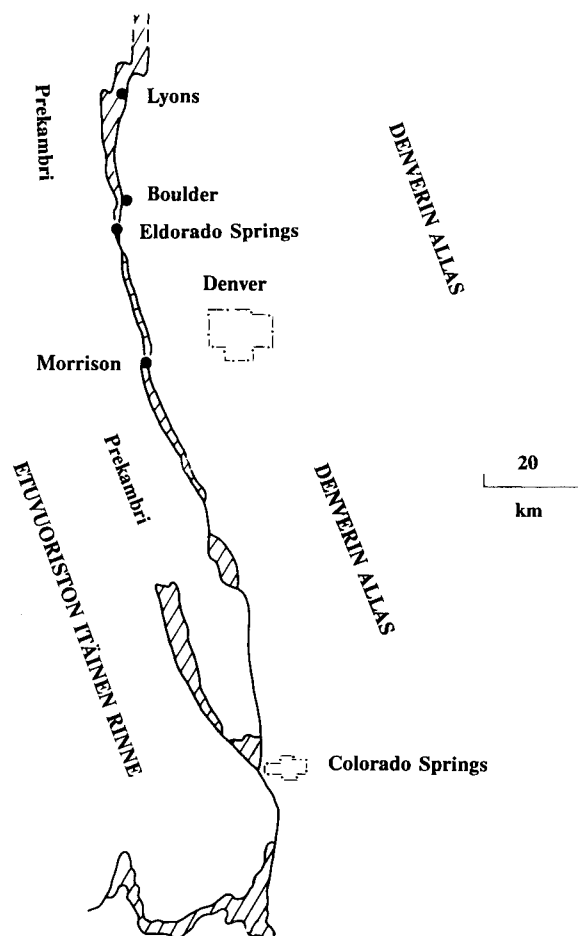 Prekambri
Lyons
DENVERIN ALLAS
Boulder
Eldorado Springs
Denver
Morrison
Prekambri
20
km
ETUVUORISTON ITÄINEN RINNE
DENVERIN ALLAS
Colorado Springs